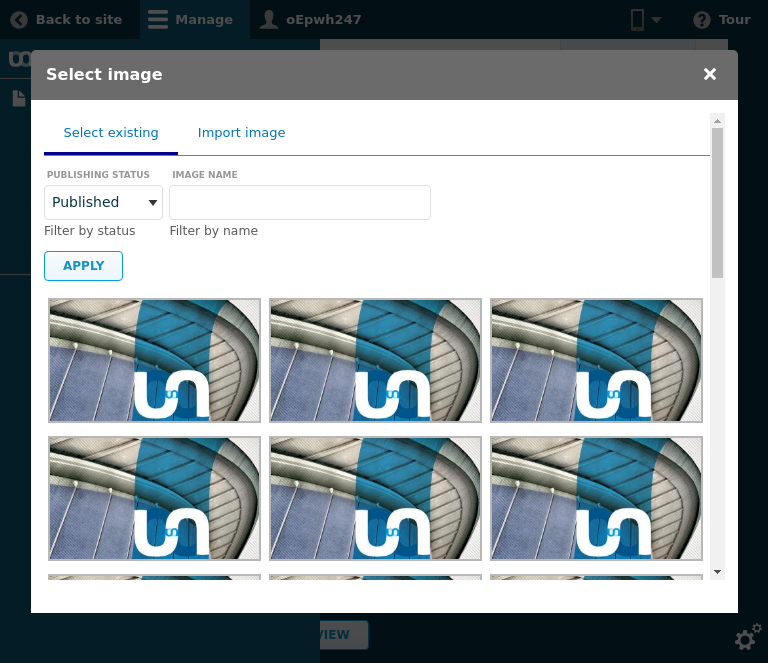 Back to site
Manage
oEpwh247
Tour
Select image
Select existing
Import image
PUBLISHING STATUS
IMAGE NAME
Published
Filter by status
Filter by name
APPLY